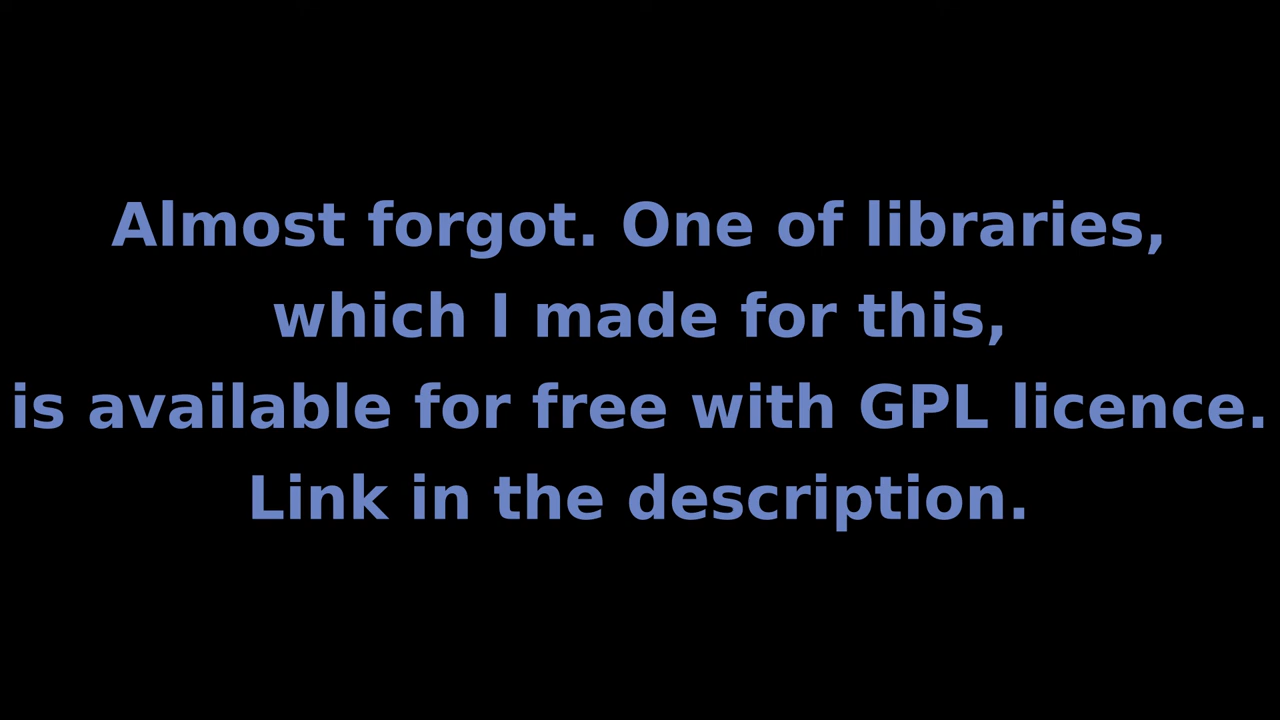 Almost forgot. One of libraries,
which I made for this,
is available for free with GPL licence.
Link in the description.